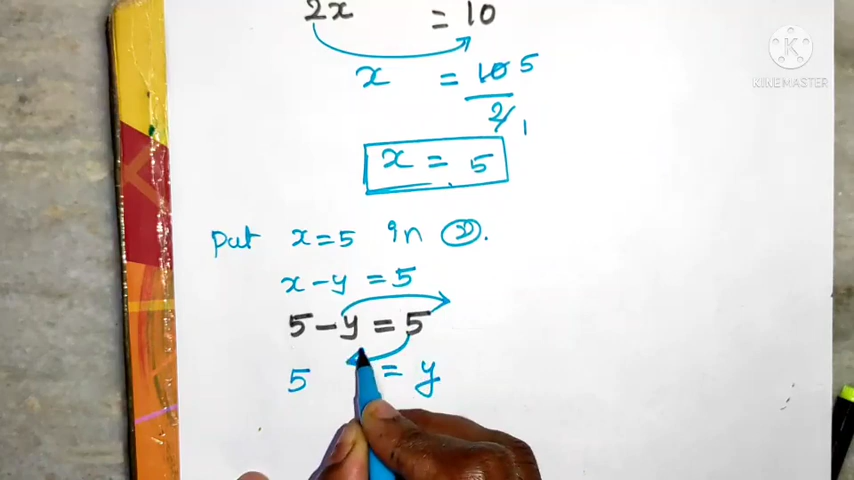 2x = 10
x = 10 5
2 1
x = 5
Put x=5 in ②.
x-y=5
5-y=5
5 = y
KINEMASTER